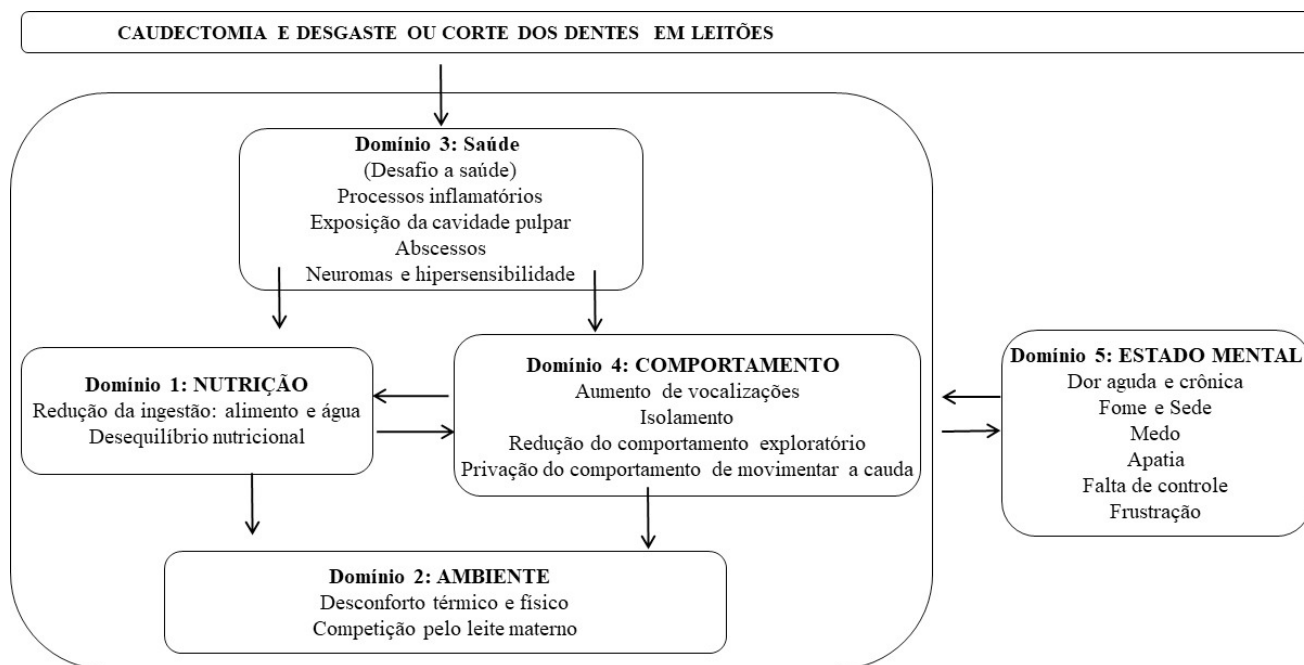 CAUDECTOMIA E DESGASTE OU CORTE DOS DENTES EM LEITÕES
Domínio 3: Saúde
(Desafio a saúde)
Processos inflamatórios
Exposição da cavidade pulpar
Abscessos
Neuromas e hipersensibilidade
Domínio 1: NUTRIÇÃO
Redução da ingestão: alimento e água
Desequilíbrio nutricional
Domínio 4: COMPORTAMENTO
Aumento de vocalizações
Isolamento
Redução do comportamento exploratório
Privação do comportamento de movimentar a cauda
Domínio 5: ESTADO MENTAL
Dor aguda e crônica
Fome e Sede
Medo
Apatia
Falta de controle
Frustração
Domínio 2: AMBIENTE
Desconforto térmico e físico
Competição pelo leite materno